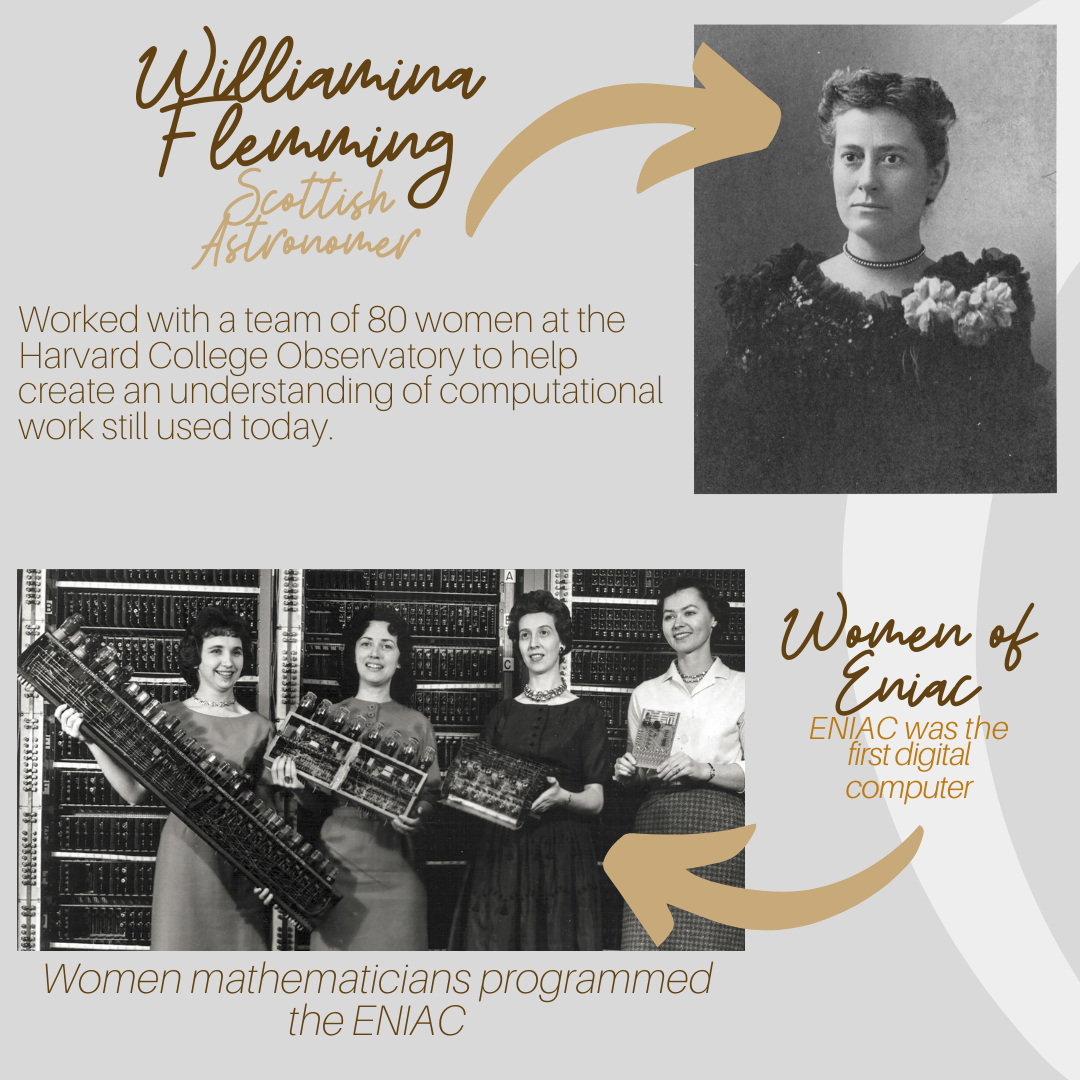 Williamina
Flemming
Scottish
Astronomer
Worked with a team of 80 women at the
Harvard College Observatory to help
create an understanding of computational
work still used today.
A
B
B
C
Women of
Eniac
ENIAC was the
first digital
computer
Women mathematicians programmed
the ENIAC